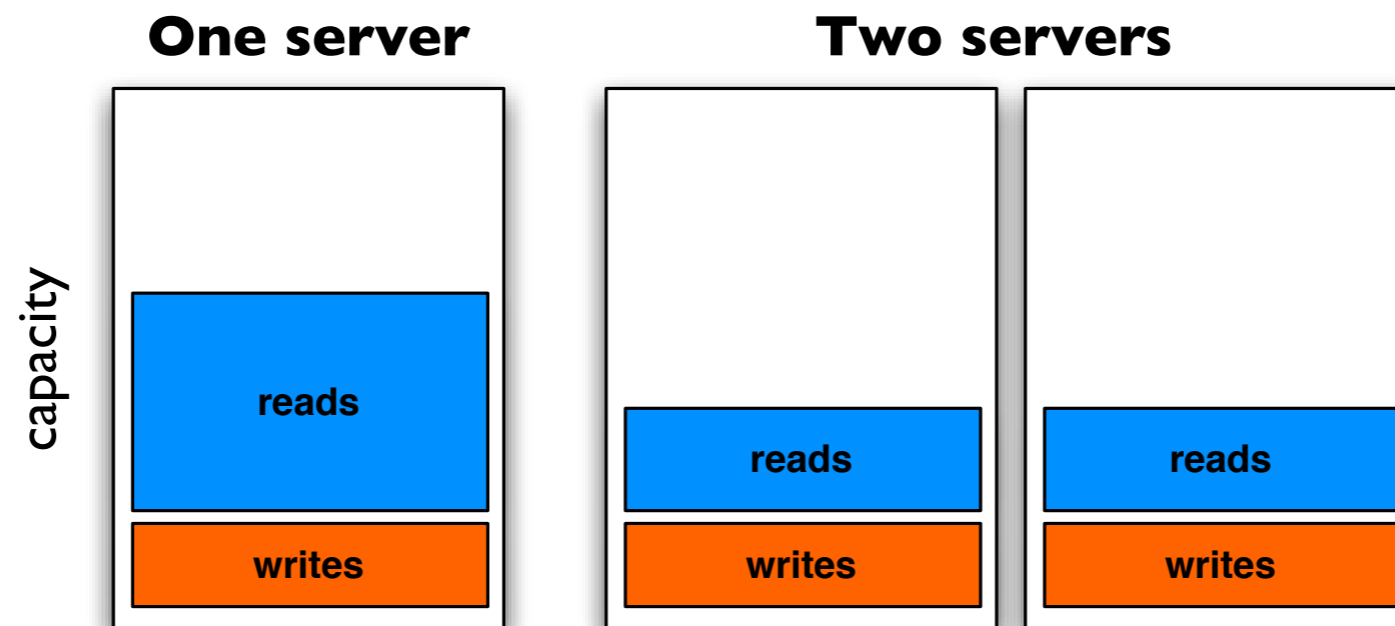 One server
Two servers
capacity
reads
writes
reads
writes
reads
writes